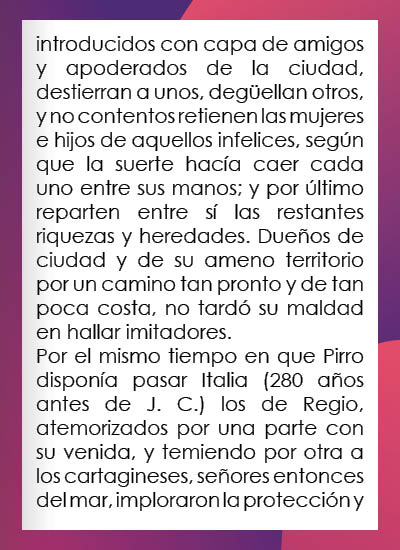 introducidos con capa de amigos
y apoderados de la ciudad,
destierran a unos, degüellan otros,
y no contentos retienen las mujeres
e hijos de aquellos infelices, según
que la suerte hacía caer cada
uno entre sus manos; y por último
reparten entre sí las restantes
riquezas y heredades. Dueños de
ciudad y de su ameno territorio
por un camino tan pronto y de tan
poca costa, no tardó su maldad
en hallar imitadores.
Por el mismo tiempo en que Pirro
disponía pasar Italia (280 años
antes de J. C.) los de Regio,
atemorizados por una parte con
su venida, y temiendo por otra a
los cartagineses, señores entonces
del mar, imploraron la protección y